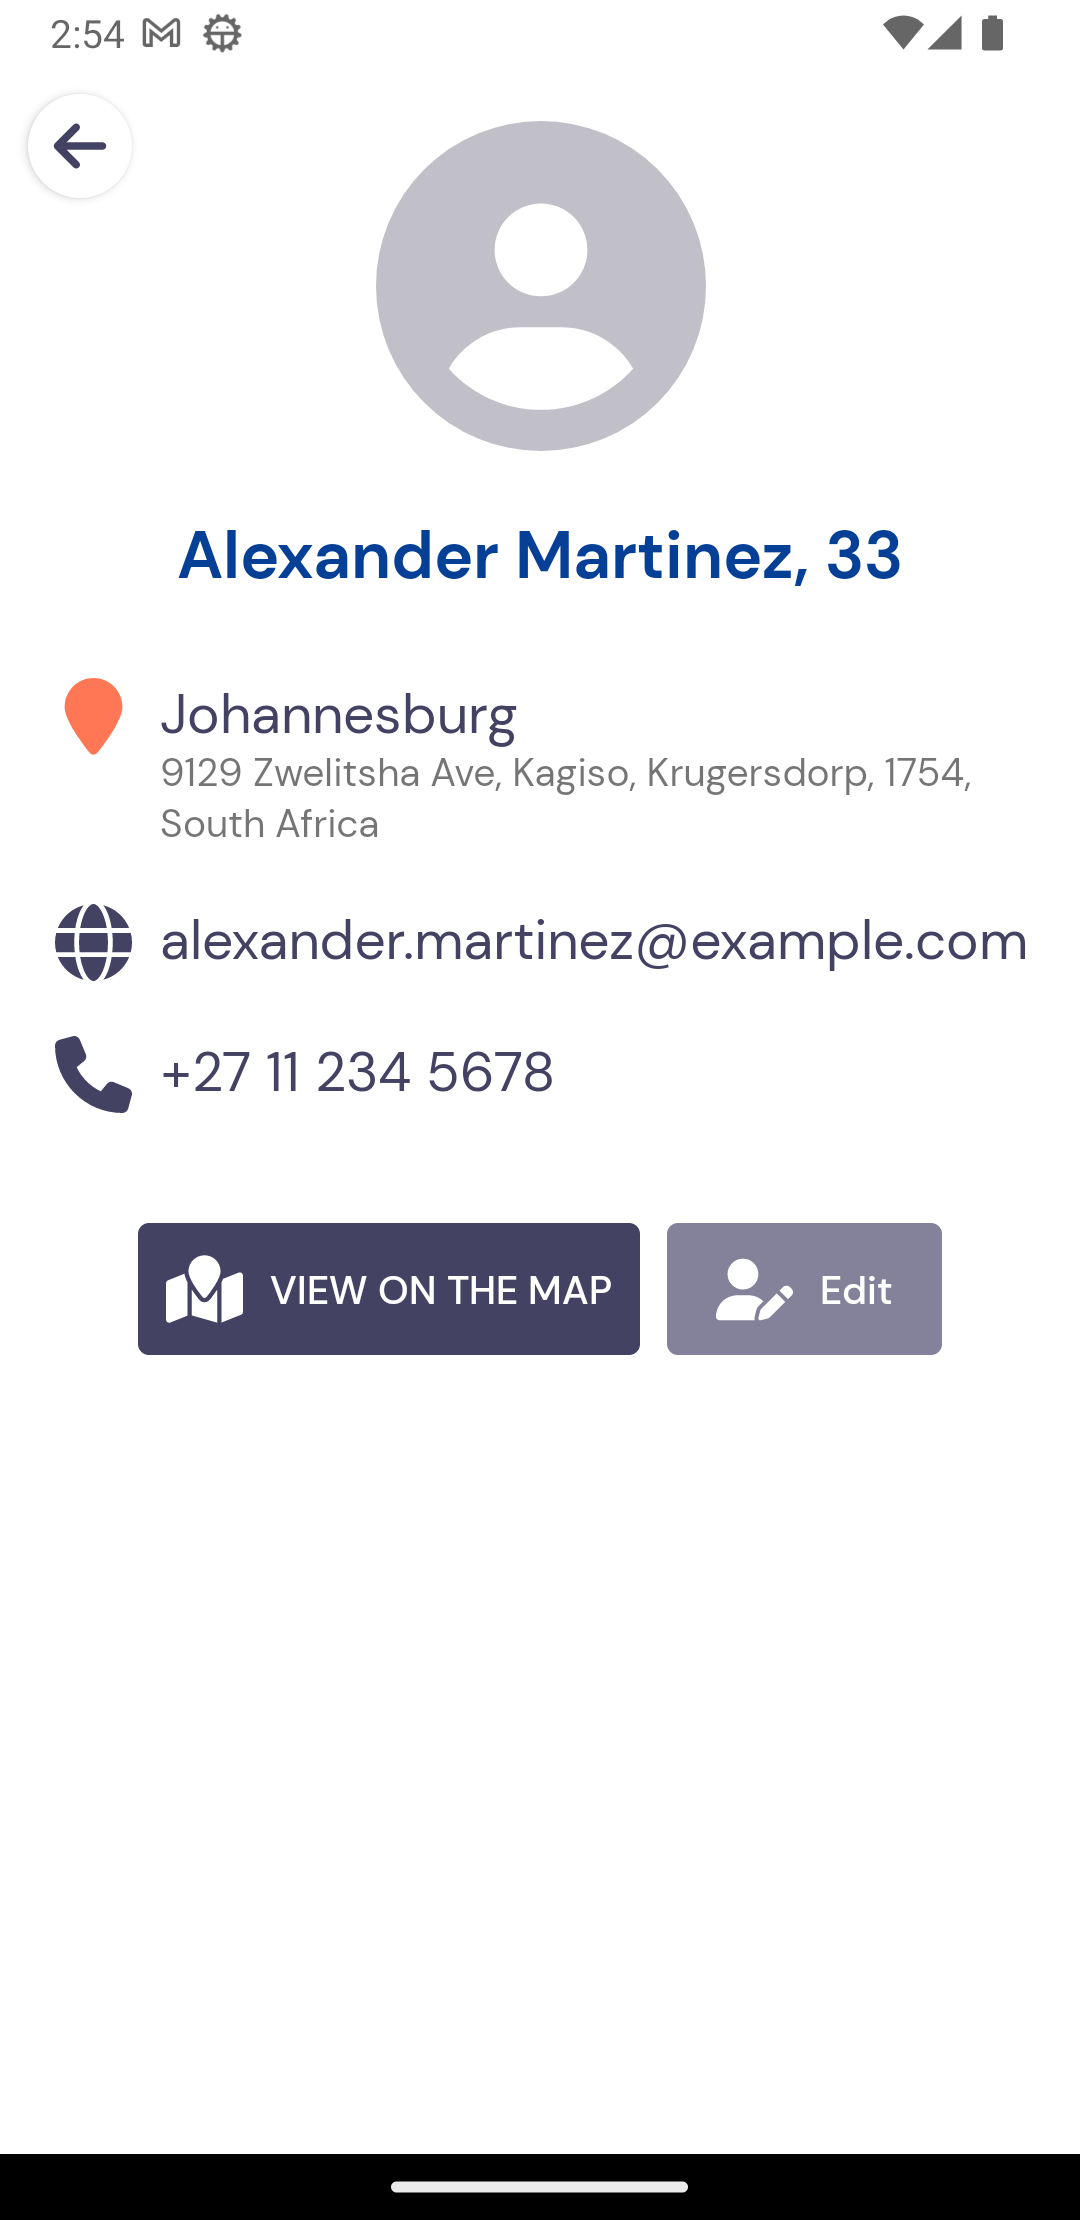 2:54
Alexander Martinez, 33
Johannesburg
9129 Zwelitsha Ave, Kagiso, Krugersdorp, 1754,
South Africa
alexander.martinez@example.com
+27 11 234 5678
VIEW ON THE MAP
Edit